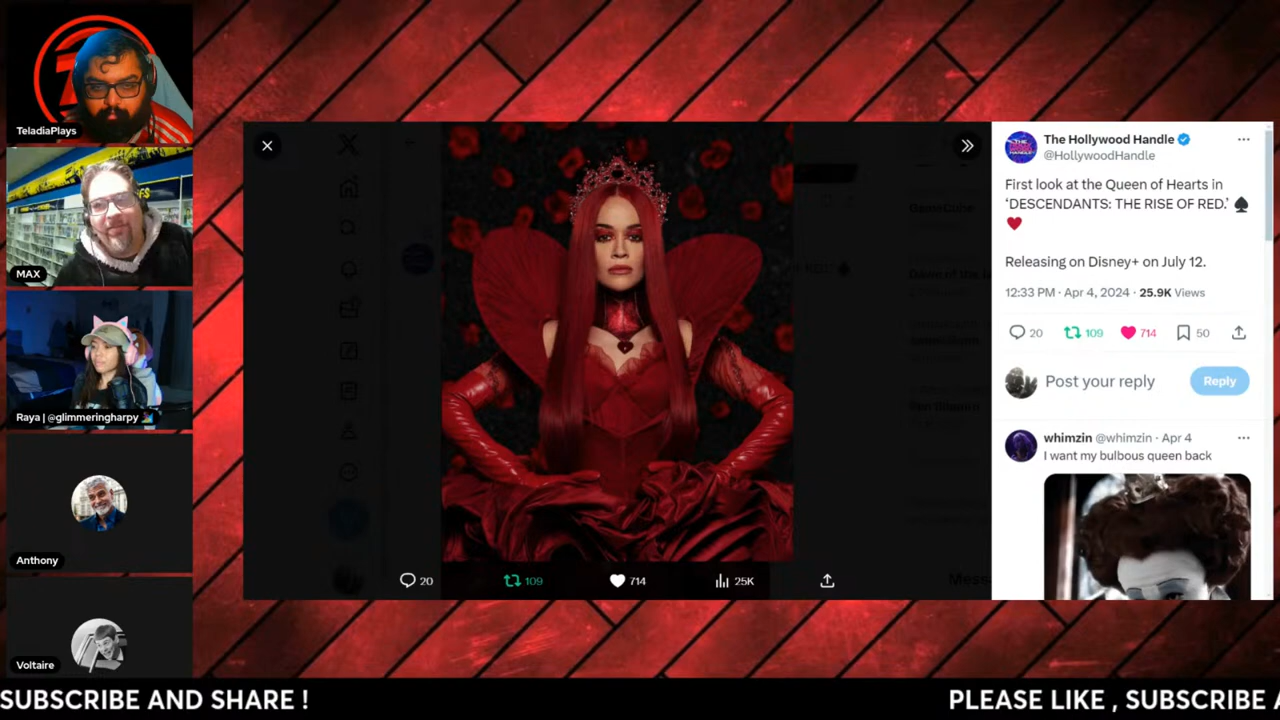 TeladiaPlays
MAX
Raya | @glimmeringharpy
Anthony
Voltaire
20
109
714
25K
The Hollywood Handle
@HollywoodHandle
First look at the Queen of Hearts in
‘DESCENDANTS: THE RISE OF RED.’ ♠️
❤️
Releasing on Disney+ on July 12.
12:33 PM · Apr 4, 2024 · 25.9K Views
20
109
714
50
Post your reply
Reply
whimzin @whimzin · Apr 4
I want my bulbous queen back
SUBSCRIBE AND SHARE !
PLEASE LIKE , SUBSCRIBE